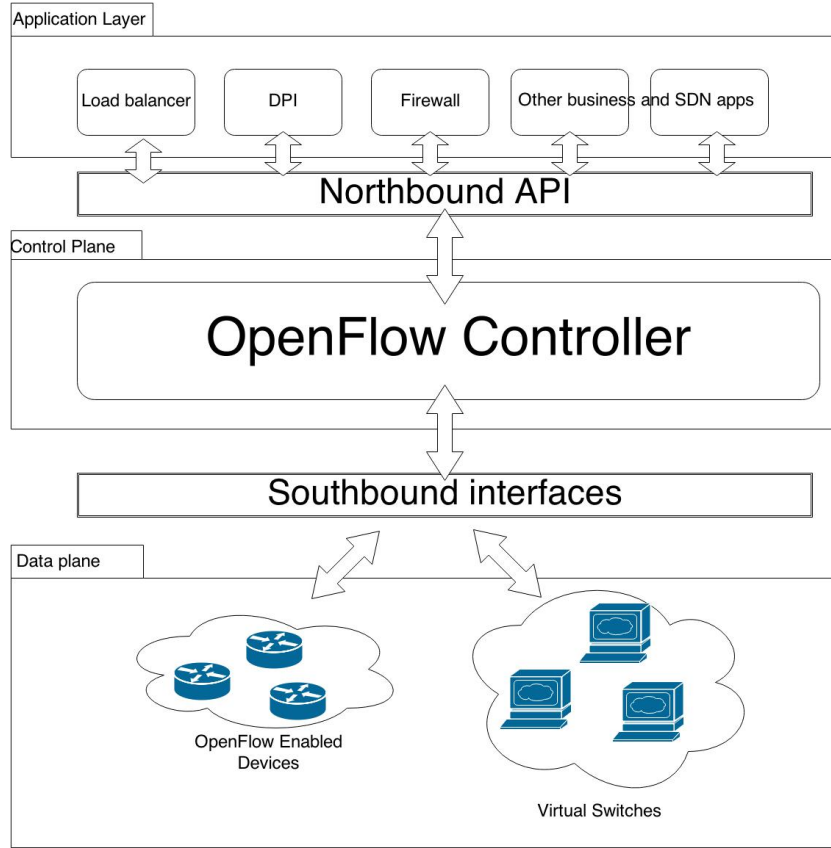 Application Layer
Load balancer
DPI
Firewall
Other business and SDN apps
Northbound API
Control Plane
OpenFlow Controller
Southbound interfaces
Data plane
OpenFlow Enabled
Devices
Virtual Switches